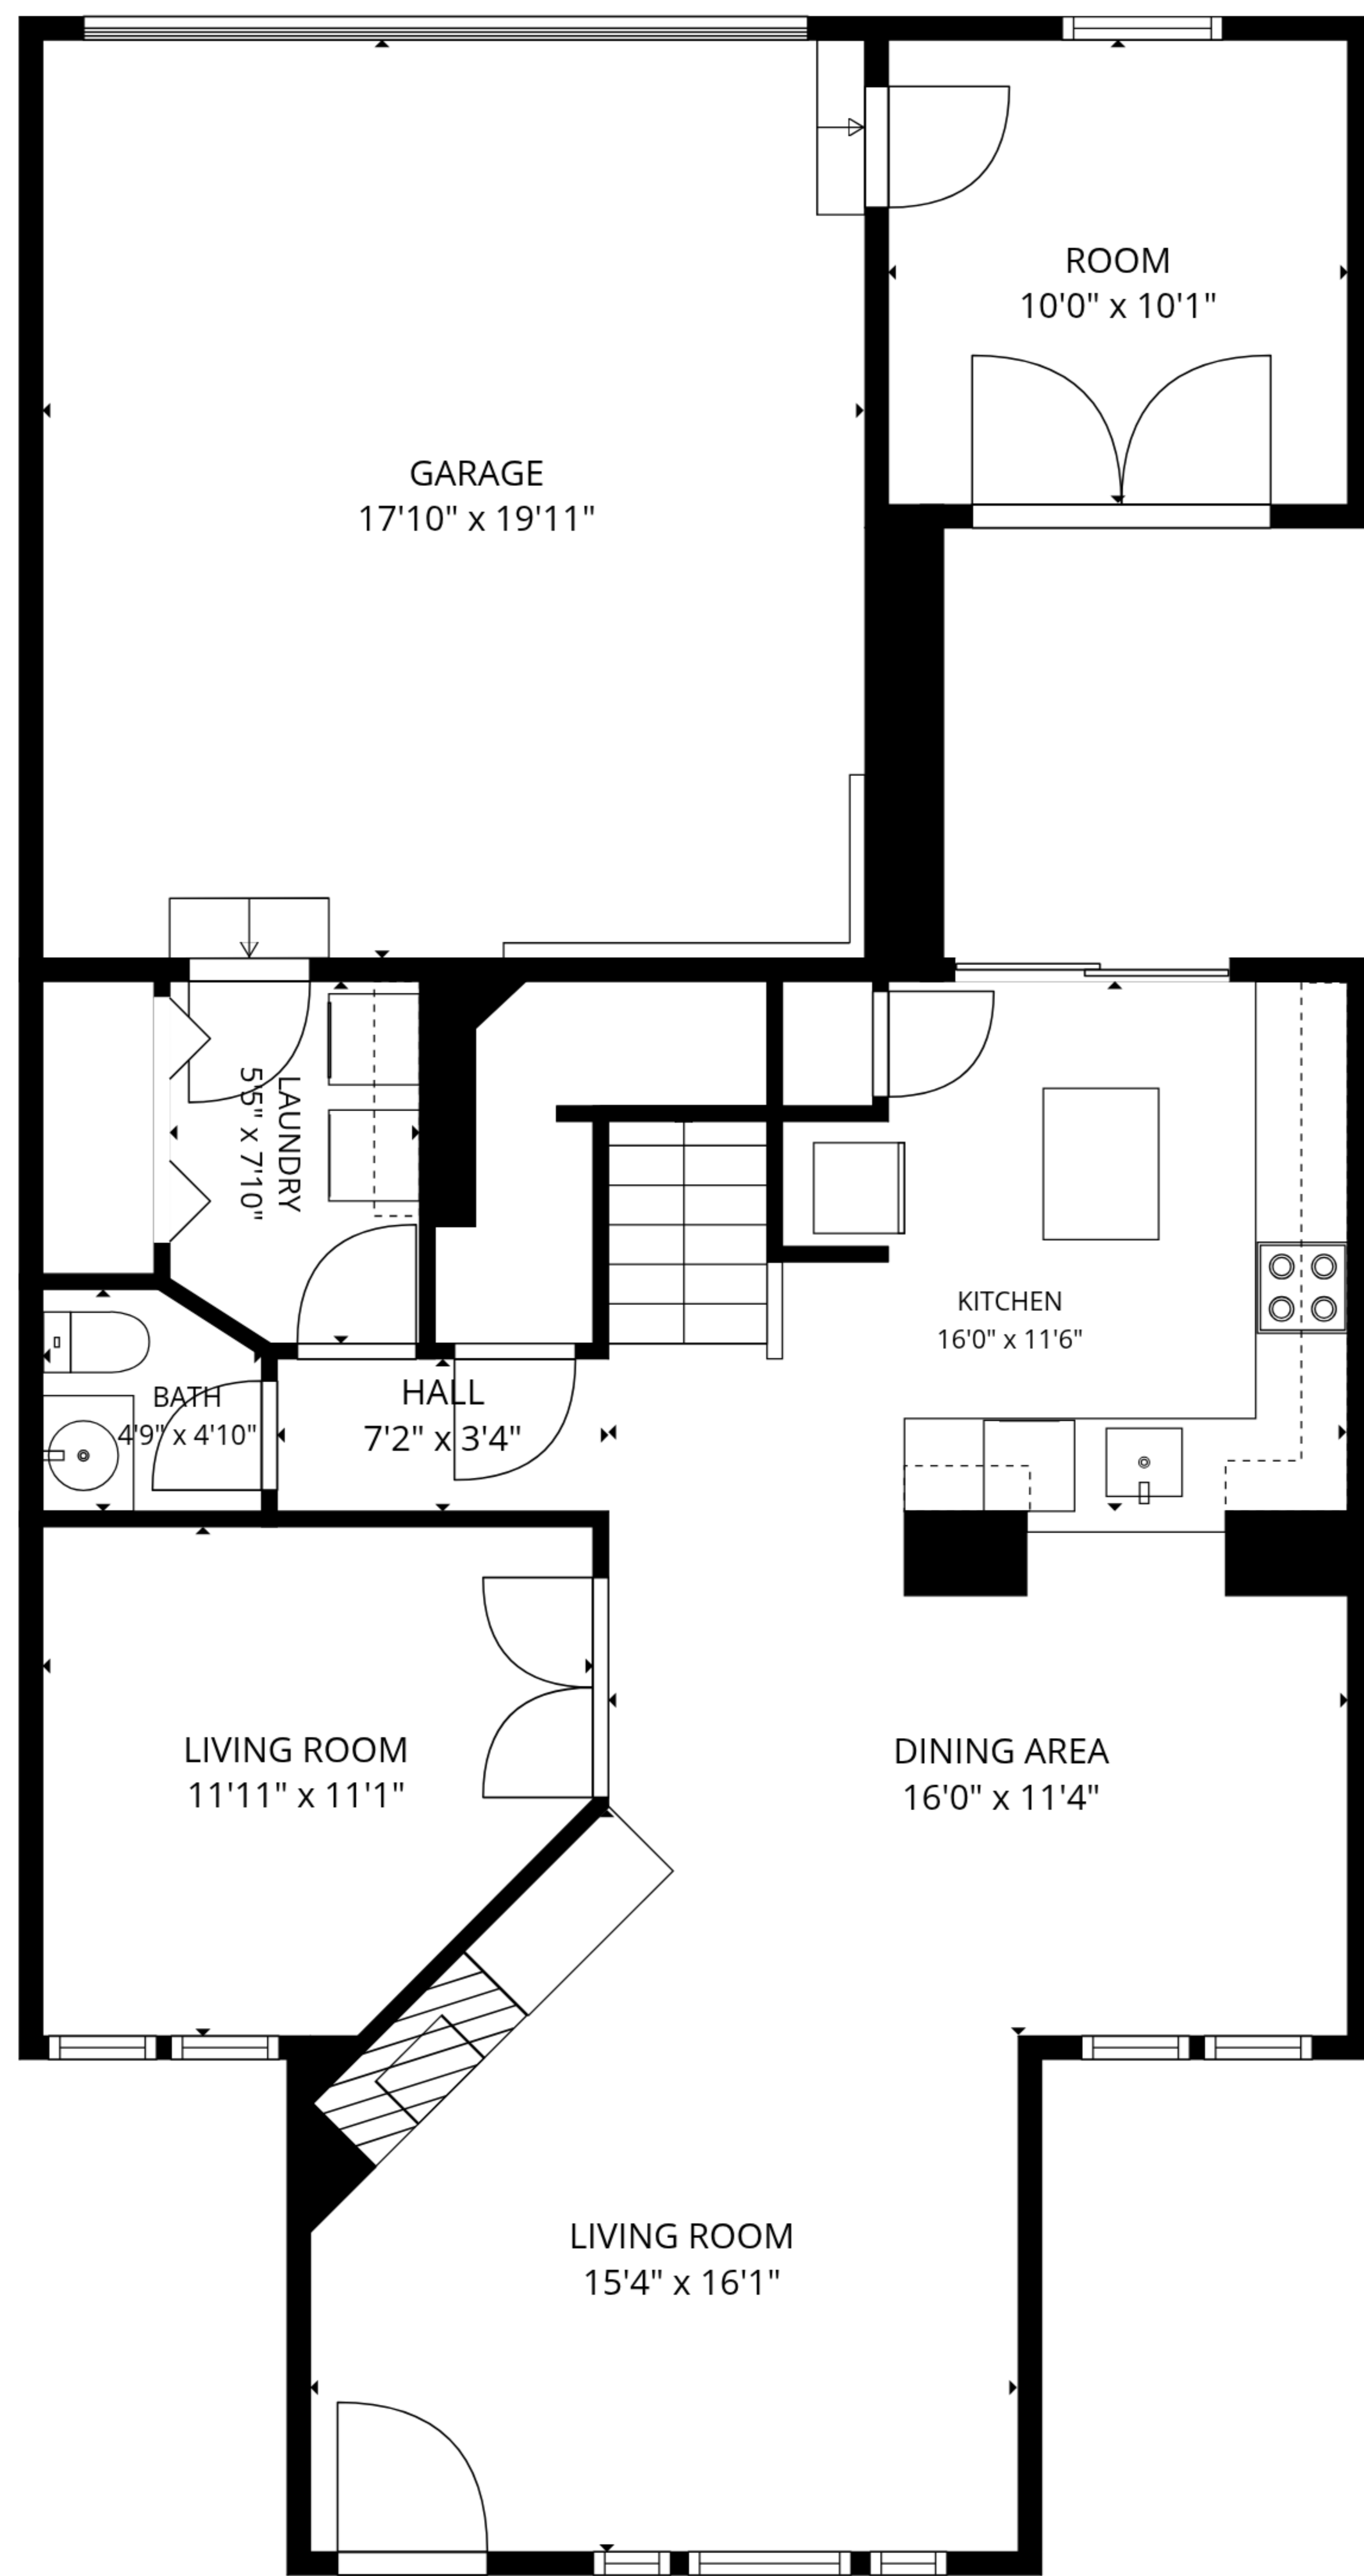 ROOM
10'0" x 10'1"
GARAGE
17'10" x 19'11"
LAUNDRY
5'5" x 7'10"
KITCHEN
16'0" x 11'6"
BATH
4'9" x 4'10"
HALL
7'2" x 3'4"
LIVING ROOM
11'11" x 11'1"
DINING AREA
16'0" x 11'4"
LIVING ROOM
15'4" x 16'1"